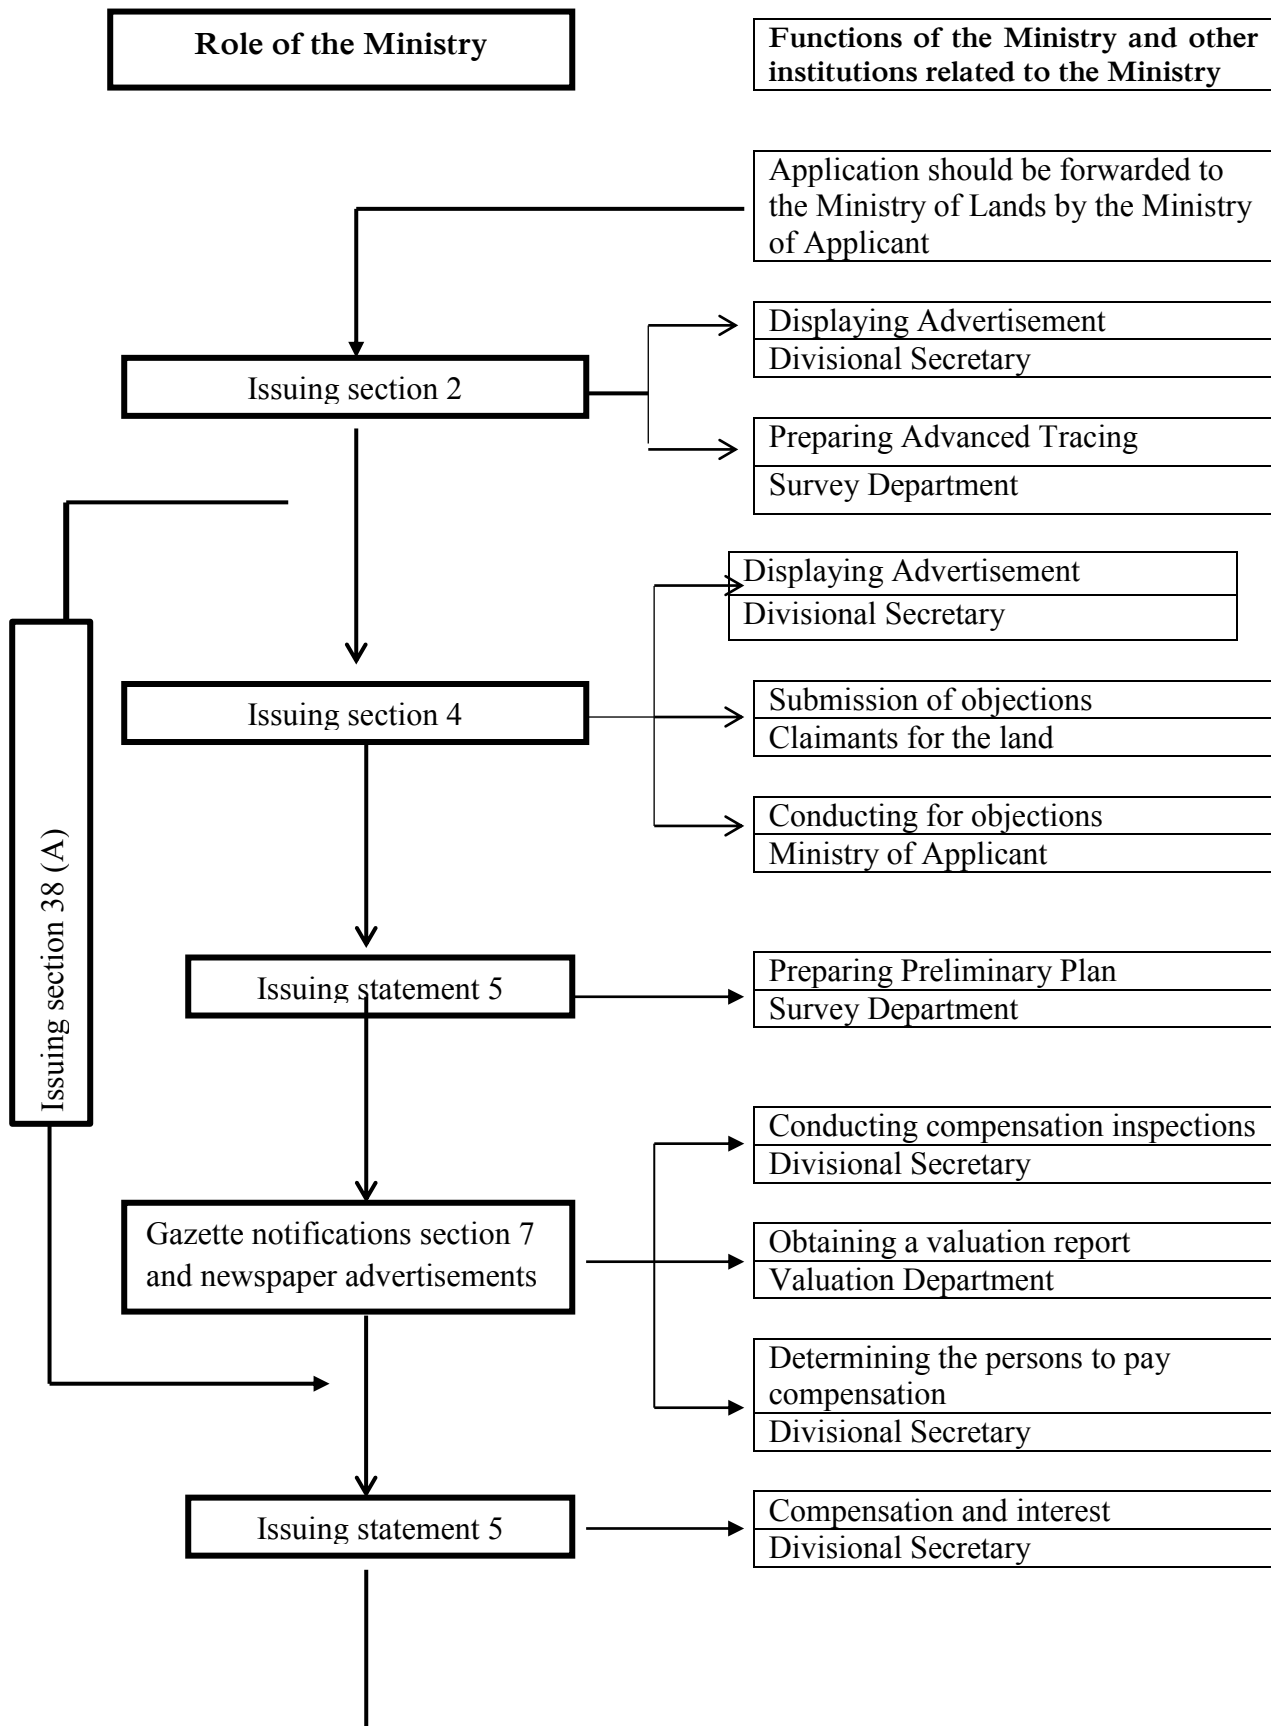 Role of the Ministry
Functions of the Ministry and other
institutions related to the Ministry
Application should be forwarded to
the Ministry of Lands by the Ministry
of Applicant
Displaying Advertisement
Divisional Secretary
Issuing section 2
Preparing Advanced Tracing
Survey Department
Displaying Advertisement
Divisional Secretary
Issuing section 4
Submission of objections
Claimants for the land
Conducting for objections
Ministry of Applicant
Issuing section 38 (A)
Issuing statement 5
Preparing Preliminary Plan
Survey Department
Conducting compensation inspections
Divisional Secretary
Gazette notifications section 7
and newspaper advertisements
Obtaining a valuation report
Valuation Department
Determining the persons to pay
compensation
Divisional Secretary
Issuing statement 5
Compensation and interest
Divisional Secretary